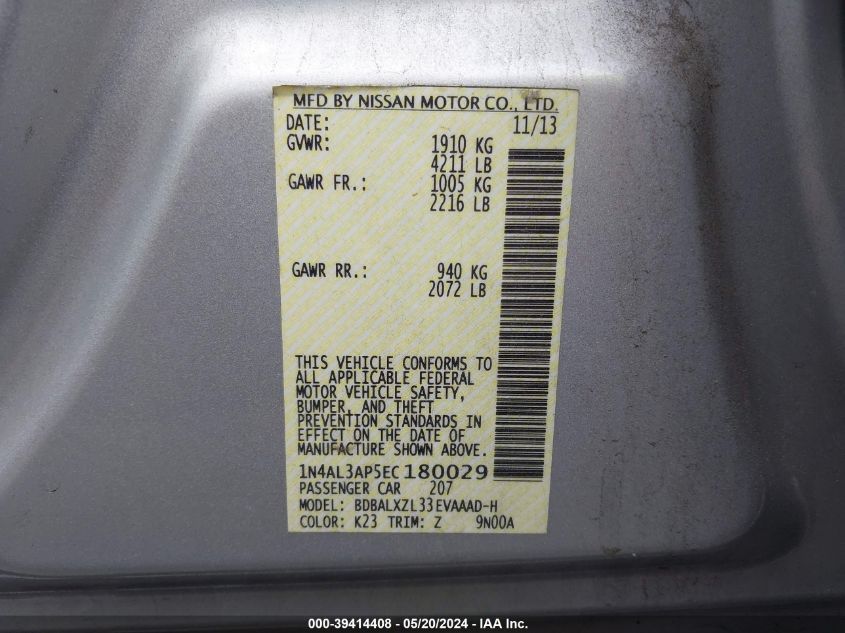 MFD BY NISSAN MOTOR CO., LTD.
DATE: 11/13
GVWR: 1910 KG
4211 LB
GAWR FR.: 1005 KG
2216 LB
GAWR RR.: 940 KG
2072 LB
THIS VEHICLE CONFORMS TO
ALL APPLICABLE FEDERAL
MOTOR VEHICLE SAFETY,
BUMPER, AND THEFT
PREVENTION STANDARDS IN
EFFECT ON THE DATE OF
MANUFACTURE SHOWN ABOVE.
1N4AL3AP5EC180029
PASSENGER CAR 207
MODEL: BDBALXZL33EVAAAD-H
COLOR: K23 TRIM: Z 9N00A
000-39414408 - 05/20/2024 - IAA Inc.